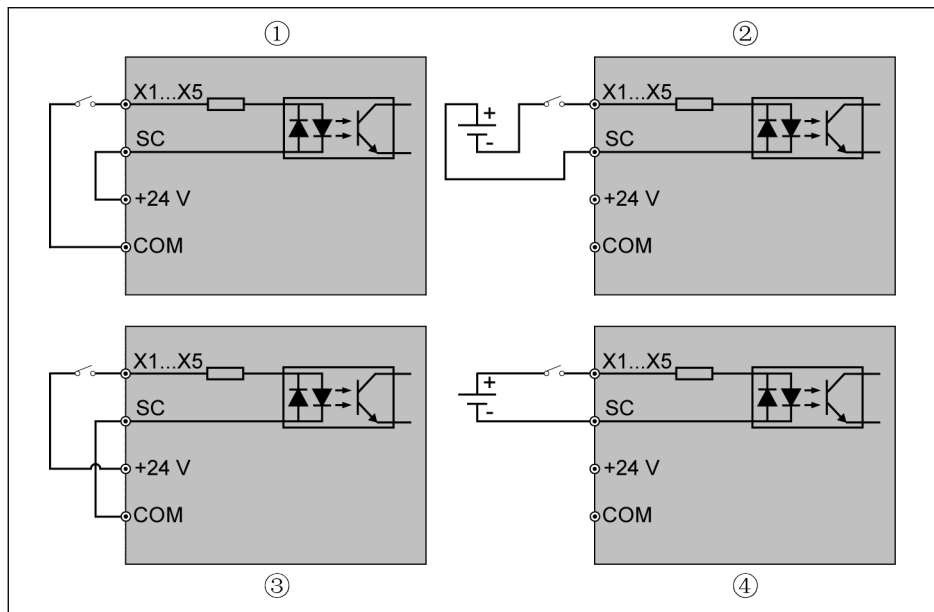 ①
X1...X5
SC
+24 V
COM
②
+
-
X1...X5
SC
+24 V
COM
X1...X5
SC
+24 V
COM
③
+
-
X1...X5
SC
+24 V
COM
④